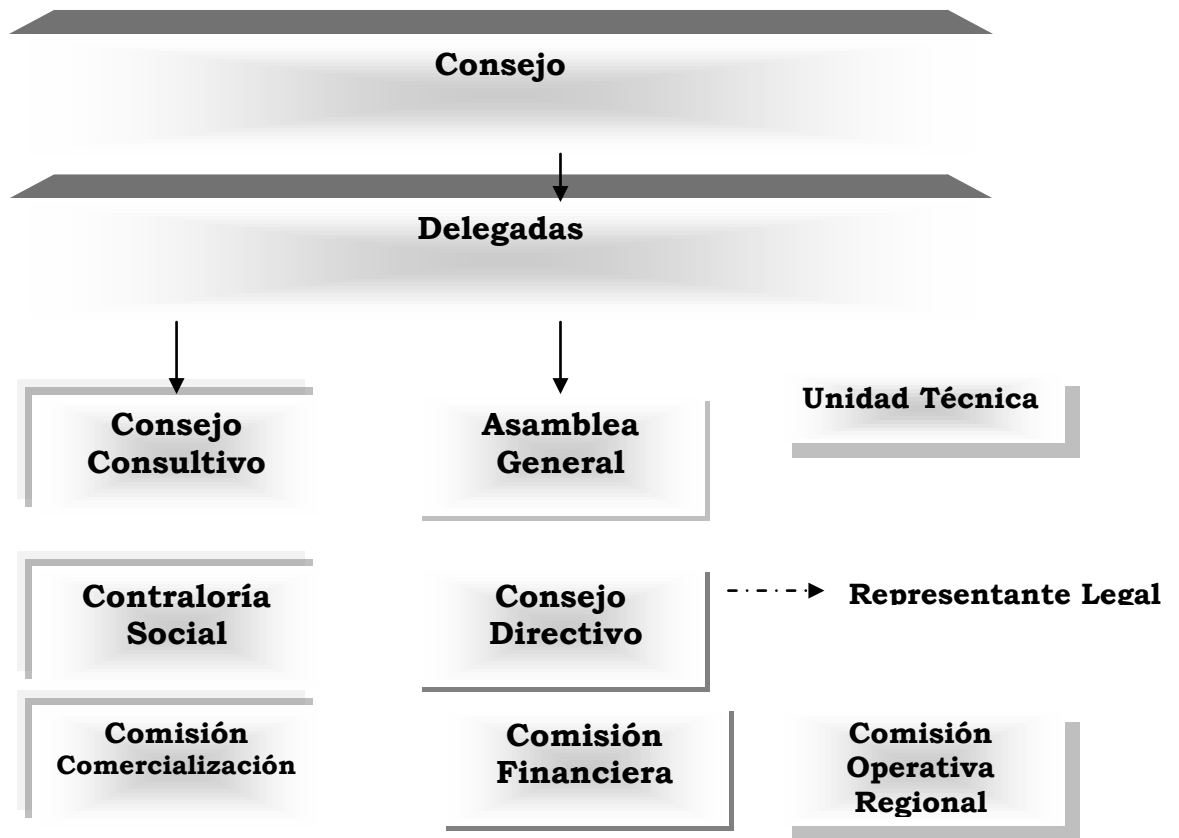 Consejo
Delegadas
Consejo
Consultivo
Asamblea
General
Unidad Técnica
Contraloría
Social
Consejo
Directivo
Representante Legal
Comisión
Comercialización
Comisión
Financiera
Comisión
Operativa
Regional